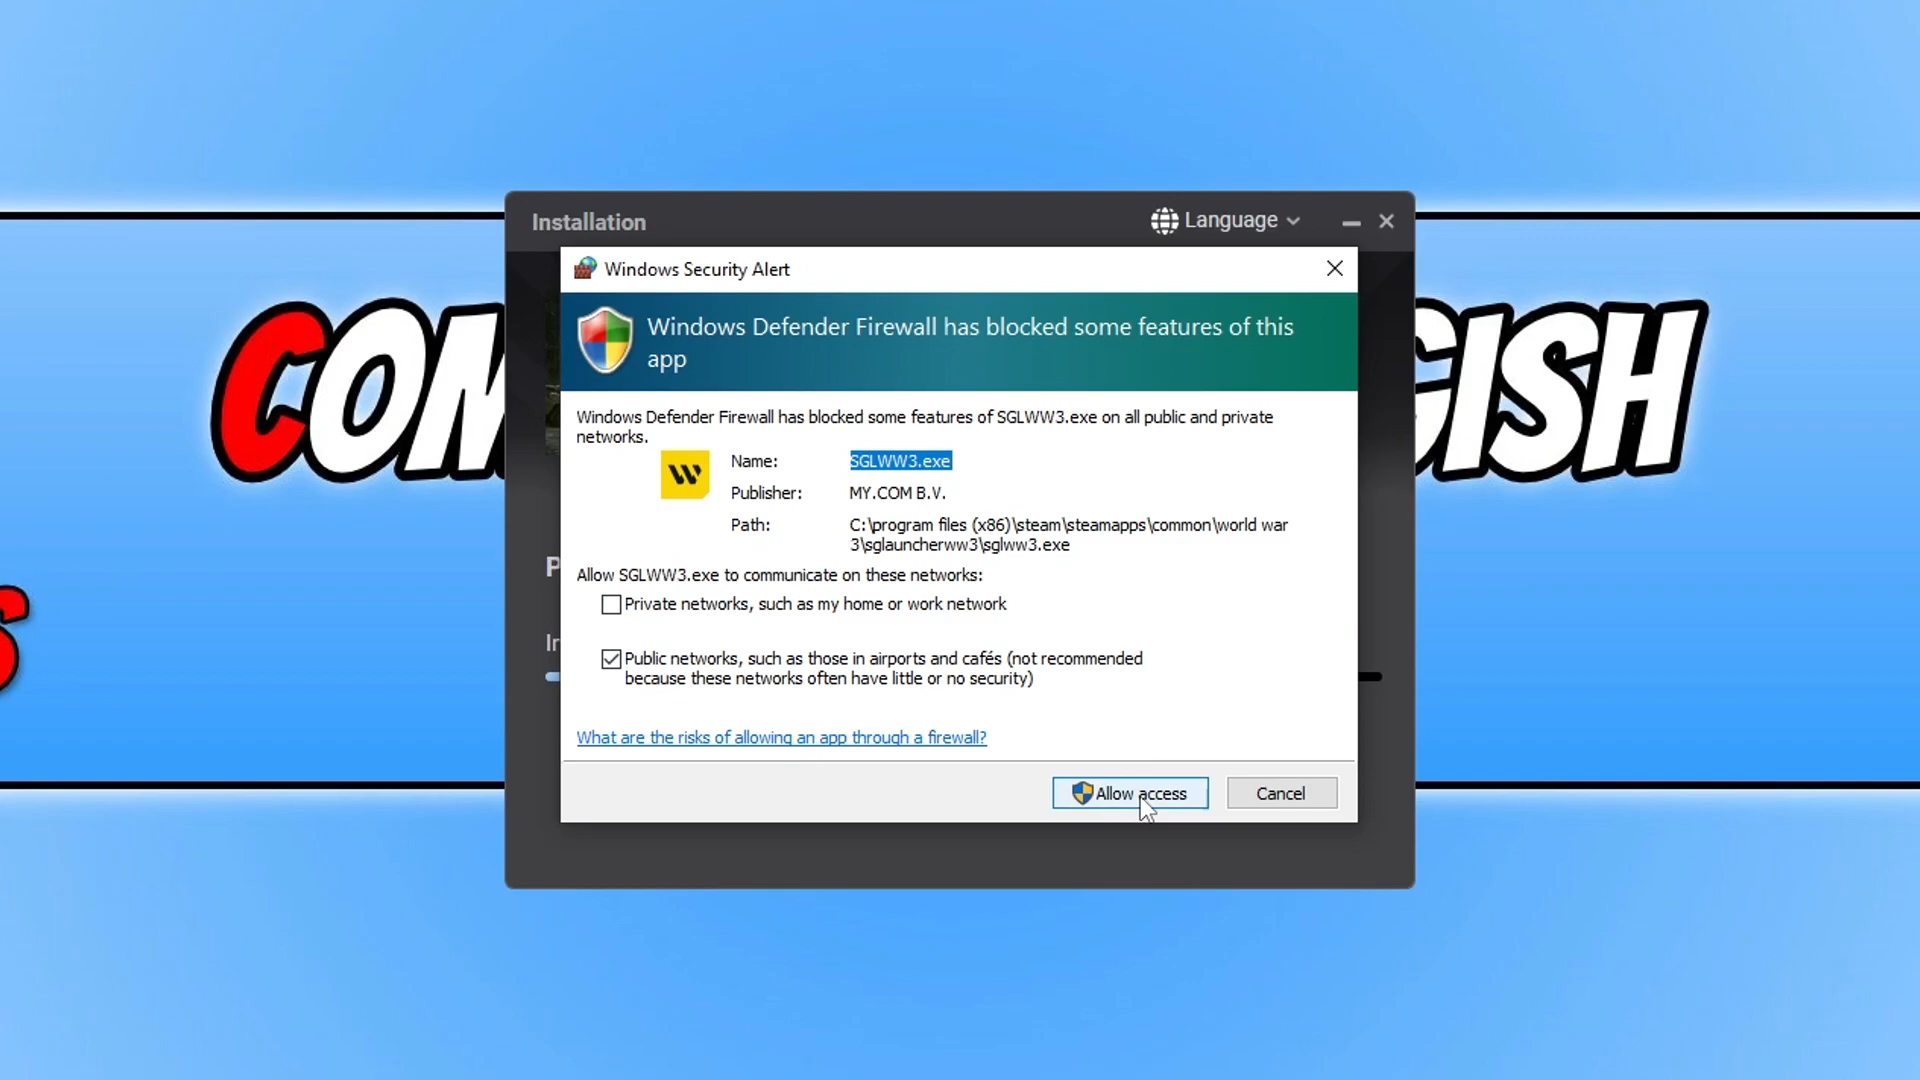 Installation
Language
Windows Security Alert
Windows Defender Firewall has blocked some features of this
app
COM
GISH
Windows Defender Firewall has blocked some features of SGLWW3.exe on all public and private
networks.
Name: SGLWW3.exe
Publisher: MY.COM B.V.
Path: C:\program files (x86)\steam\steamapps\common\world war
3\sglauncherww3\sglww3.exe
P
Allow SGLWW3.exe to communicate on these networks:
Private networks, such as my home or work network
S
Public networks, such as those in airports and cafés (not recommended
because these networks often have little or no security)
What are the risks of allowing an app through a firewall?
Allow access
Cancel